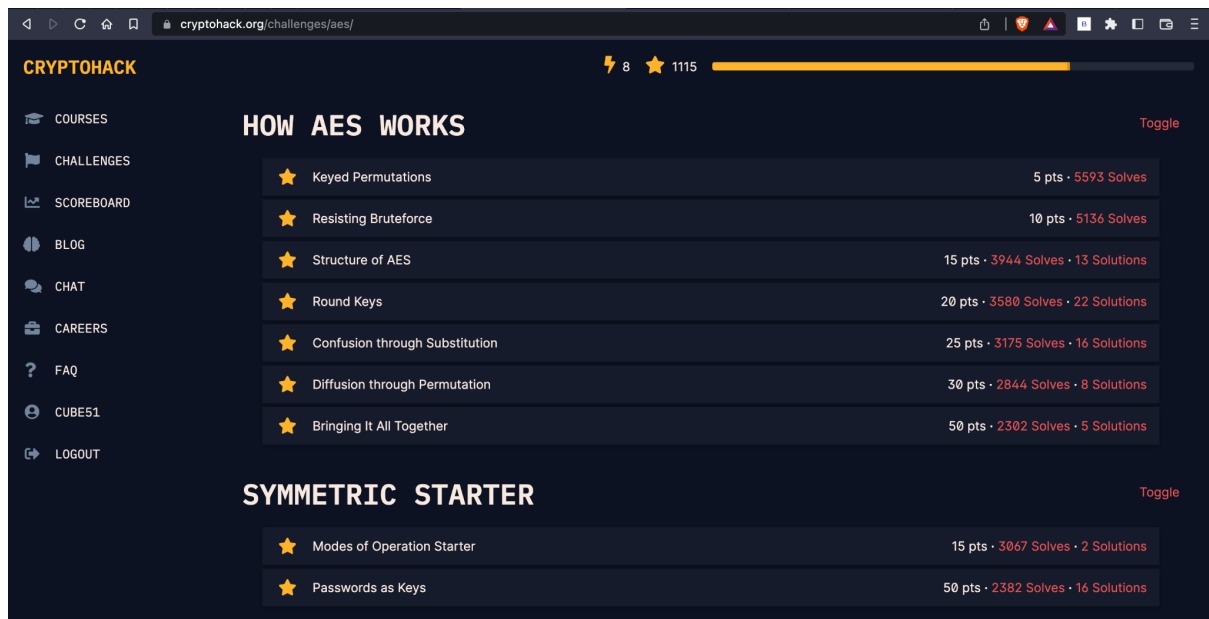 cryptohack.org/challenges/aes/
CRYPTOHACK
8
1115
COURSES
CHALLENGES
SCOREBOARD
BLOG
CHAT
CAREERS
FAQ
CUBE51
LOGOUT
HOW AES WORKS
Toggle
Keyed Permutations
5 pts · 5593 Solves
Resisting Bruteforce
10 pts · 5136 Solves
Structure of AES
15 pts · 3944 Solves · 13 Solutions
Round Keys
20 pts · 3580 Solves · 22 Solutions
Confusion through Substitution
25 pts · 3175 Solves · 16 Solutions
Diffusion through Permutation
30 pts · 2844 Solves · 8 Solutions
Bringing It All Together
50 pts · 2302 Solves · 5 Solutions
SYMMETRIC STARTER
Toggle
Modes of Operation Starter
15 pts · 3067 Solves · 2 Solutions
Passwords as Keys
50 pts · 2382 Solves · 16 Solutions